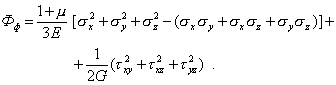 Φ_ф = (1+μ)/(3E) [σ_x² + σ_y² + σ_z² − (σ_xσ_y + σ_xσ_z + σ_yσ_z)] +
+ 1/(2G) (τ_xy² + τ_xz² + τ_yz²) .